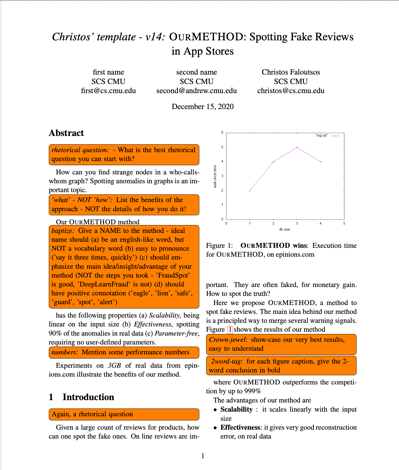 Christos' template - v14: OURMETHOD: Spotting Fake Reviews
in App Stores
first name
SCS CMU
first@cs.cmu.edu
second name
SCS CMU
second@andrew.cmu.edu
Christos Faloutsos
SCS CMU
christos@cs.cmu.edu
December 15, 2020
Abstract
rhetorical question: - What is the best rhetorical
question you can start with?
How can you find strange nodes in a who-calls-
whom graph? Spotting anomalies in graphs is an im-
portant topic.
'what' - NOT 'how': List the benefits of the
approach - NOT the details of how you do it!
Our OURMETHOD method
baptize: Give a NAME to the method - ideal
name should (a) be an english-like word, but
NOT a vocabulary word (b) easy to pronounce
('say it three times, quickly') (c) should em-
phasize the main idea/insight/advantage of your
method (NOT the steps you took - 'FraudSpot
is good, 'DeepLearnFraud' is not) (d) should
have positive connotation ('eagle', 'lion', 'safe',
'guard', 'spot', 'alert')
has the following properties (a) Scalability, being
linear on the input size (b) Effectiveness, spotting
90% of the anomalies in real data (c) Parameter-free,
requiring no user-defined parameters.
numbers: Mention some performance numbers
Experiments on 3GB of real data from epin-
ions.com illustrate the benefits of our method.
1 Introduction
Again, a rhetorical question
Given a large count of reviews for products, how
can one spot the fake ones. On line reviews are im-
6
5
4
3
2
1
0
0 1 2 3 4 5
db size
Figure 1: OURMETHOD wins: Execution time
for OURMETHOD, on epinions.com
portant. They are often faked, for monetary gain.
How to spot the truth?
Here we propose OURMETHOD, a method to
spot fake reviews. The main idea behind our method
is a principled way to merge several warning signals.
Figure 1 shows the results of our method
Crown-jewel: show-case our very best results,
easy to understand
2word-tag: for each figure caption, give the 2-
word conclusion in bold
where OURMETHOD outperforms the competi-
tion by up to 999%
The advantages of our method are
• Scalability : it scales linearly with the input
size
• Effectiveness: it gives very good reconstruction
error, on real data
1